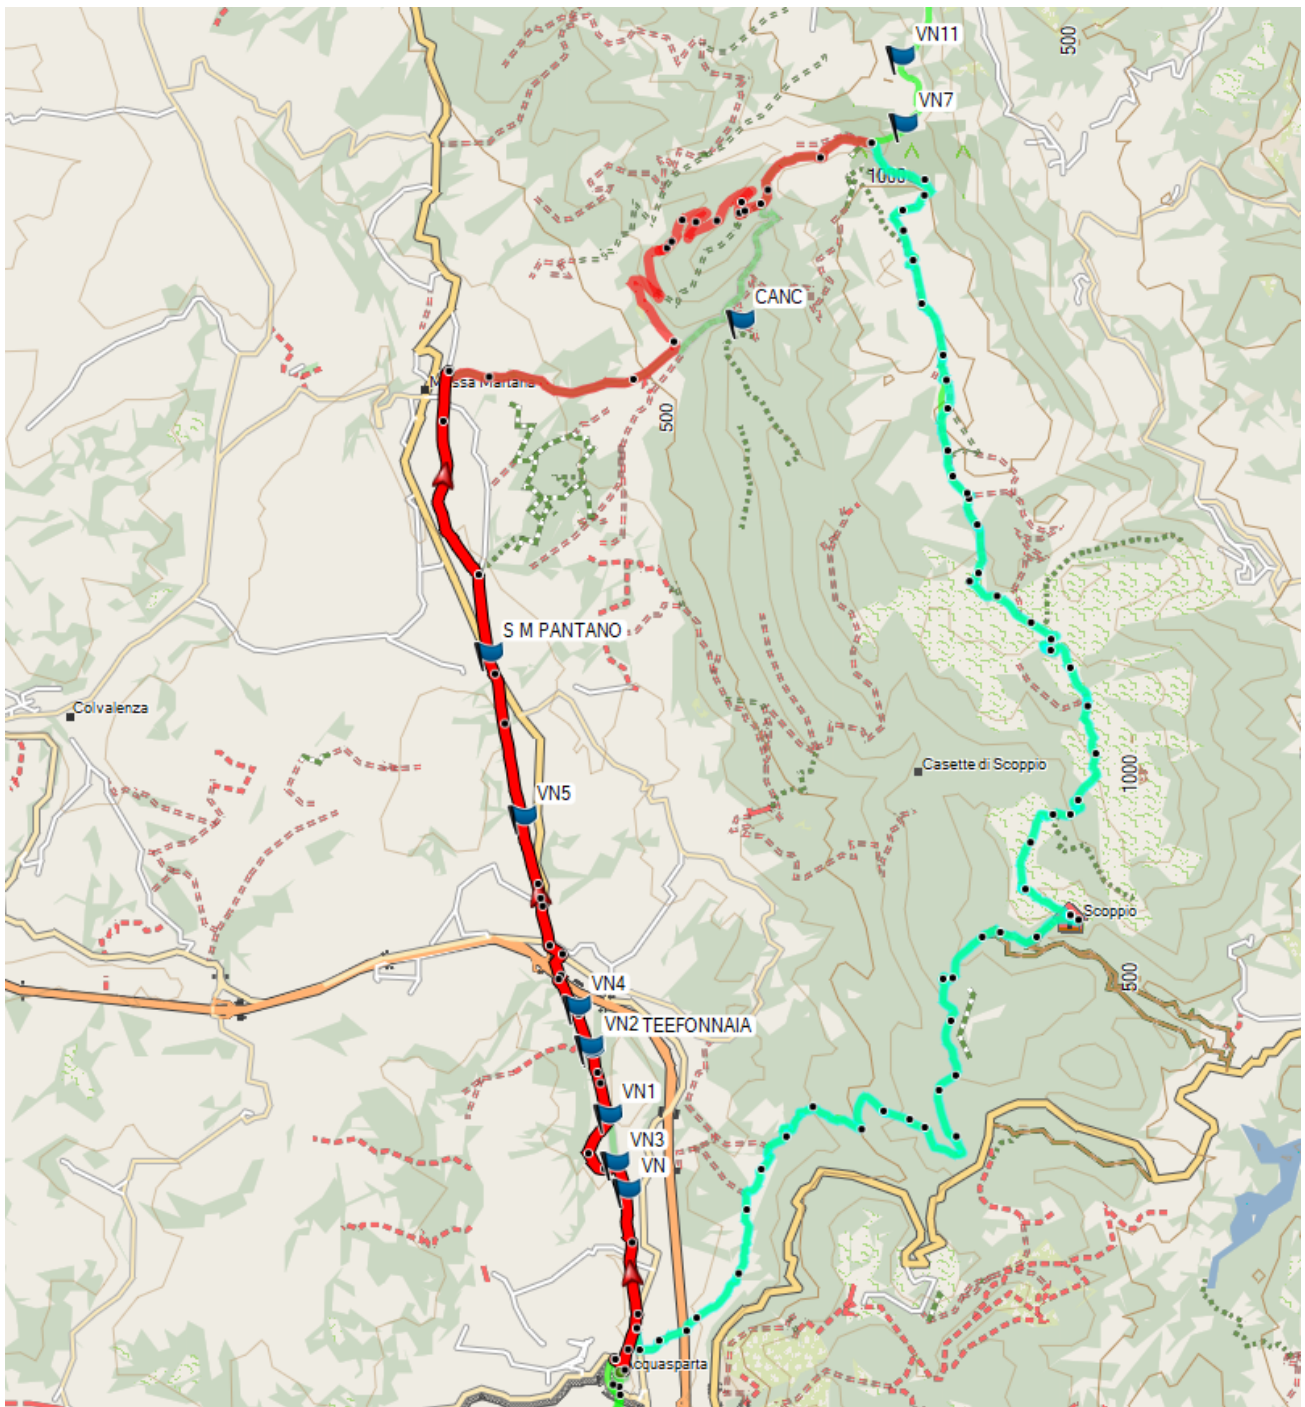 VN11
500
VN7
1000
CANC
Massa Martana
500
S M PANTANO
Colvalenza
Casette di Scoppio
1000
VN5
Scoppio
500
VN4
VN2 TEEFONNAIA
VN1
VN3
VN
Acquasparta